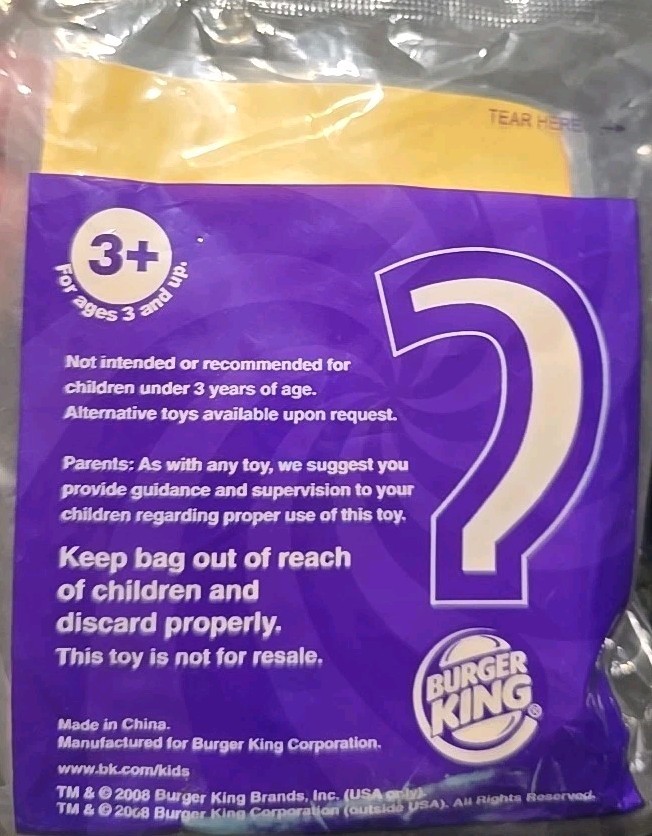 TEAR HERE
3+
For ages 3 and up.
Not intended or recommended for
children under 3 years of age.
Alternative toys available upon request.
Parents: As with any toy, we suggest you
provide guidance and supervision to your
children regarding proper use of this toy.
Keep bag out of reach
of children and
discard properly.
This toy is not for resale.
?
BURGER
KING®
Made in China.
Manufactured for Burger King Corporation.
www.bk.com/kids
TM & © 2008 Burger King Brands, Inc. (USA only).
TM & © 2008 Burger King Corporation (outside USA). All Rights Reserved.